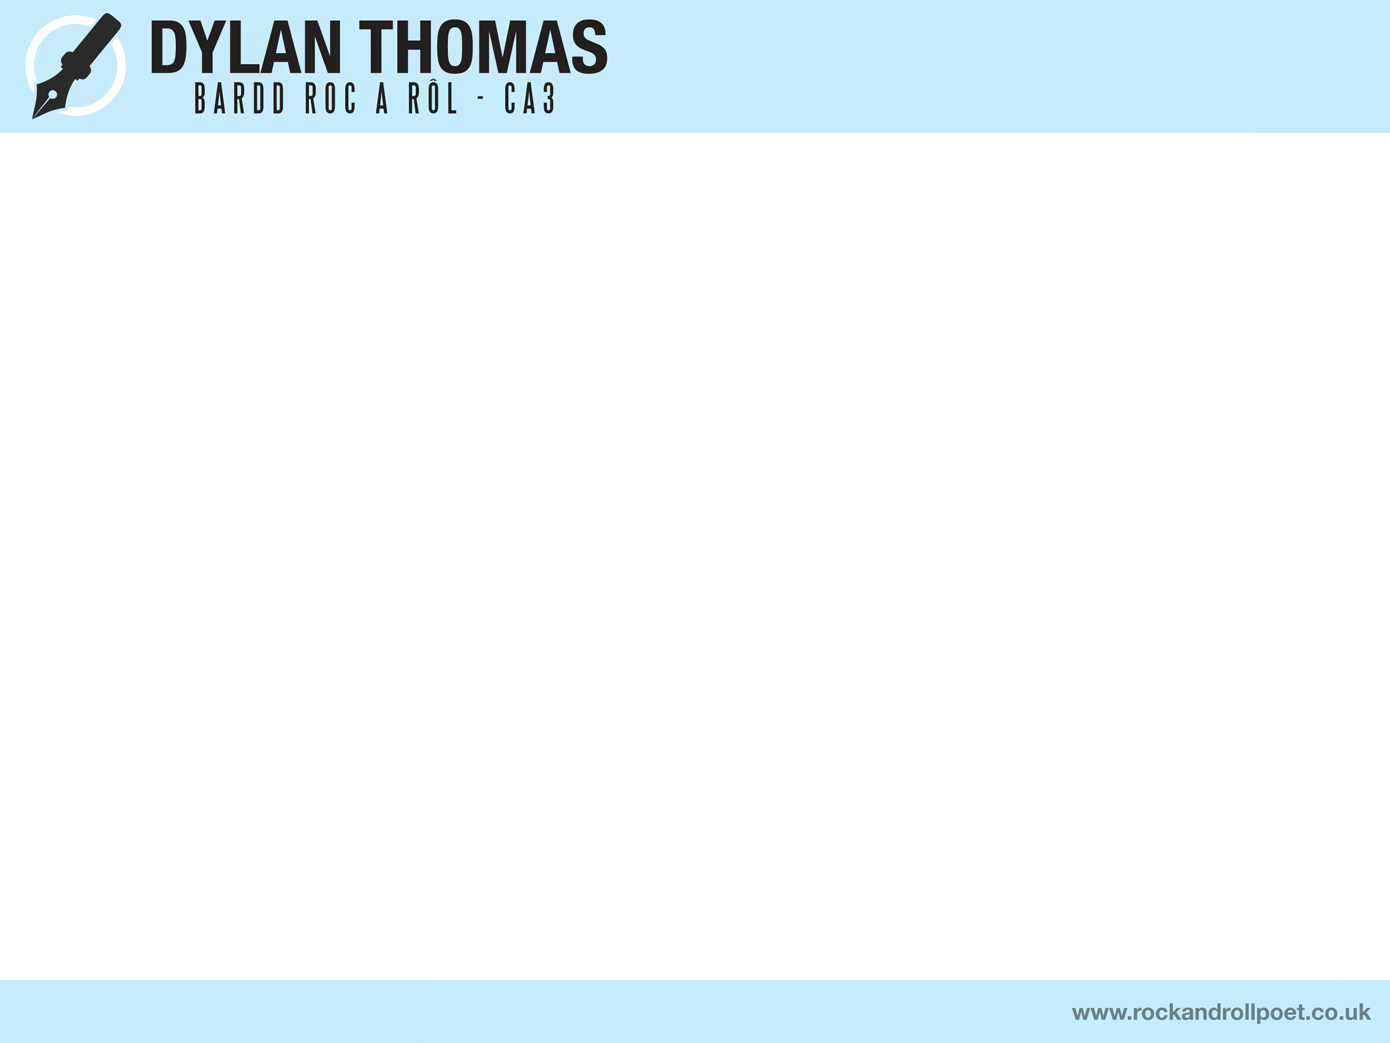 DYLAN THOMAS
BARDD ROC A RÔL - CA3
www.rockandrollpoet.co.uk